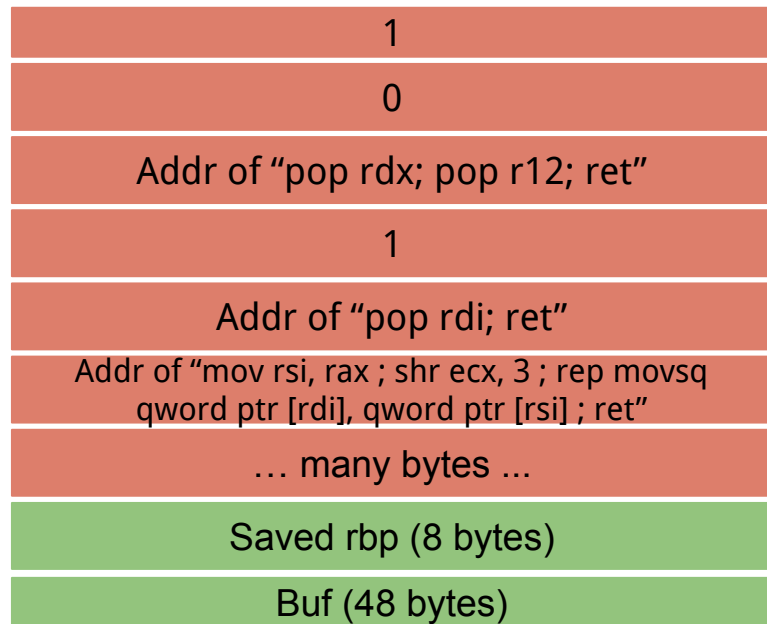 1
0
Addr of “pop rdx; pop r12; ret”
1
Addr of “pop rdi; ret”
Addr of “mov rsi, rax ; shr ecx, 3 ; rep movsq
qword ptr [rdi], qword ptr [rsi] ; ret”
… many bytes ...
Saved rbp (8 bytes)
Buf (48 bytes)